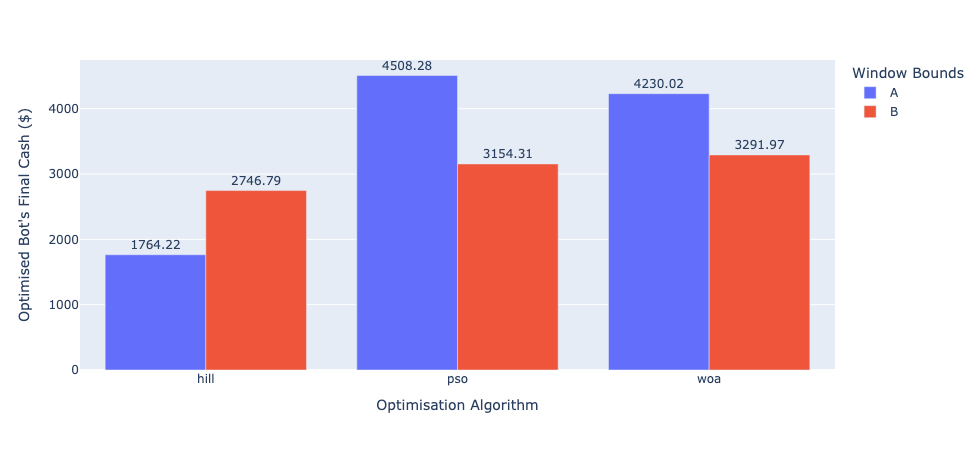 4508.28
4230.02
3291.97
3154.31
2746.79
1764.22
Optimised Bot's Final Cash ($)
4000
3000
2000
1000
0
hill
pso
woa
Optimisation Algorithm
Window Bounds
A
B